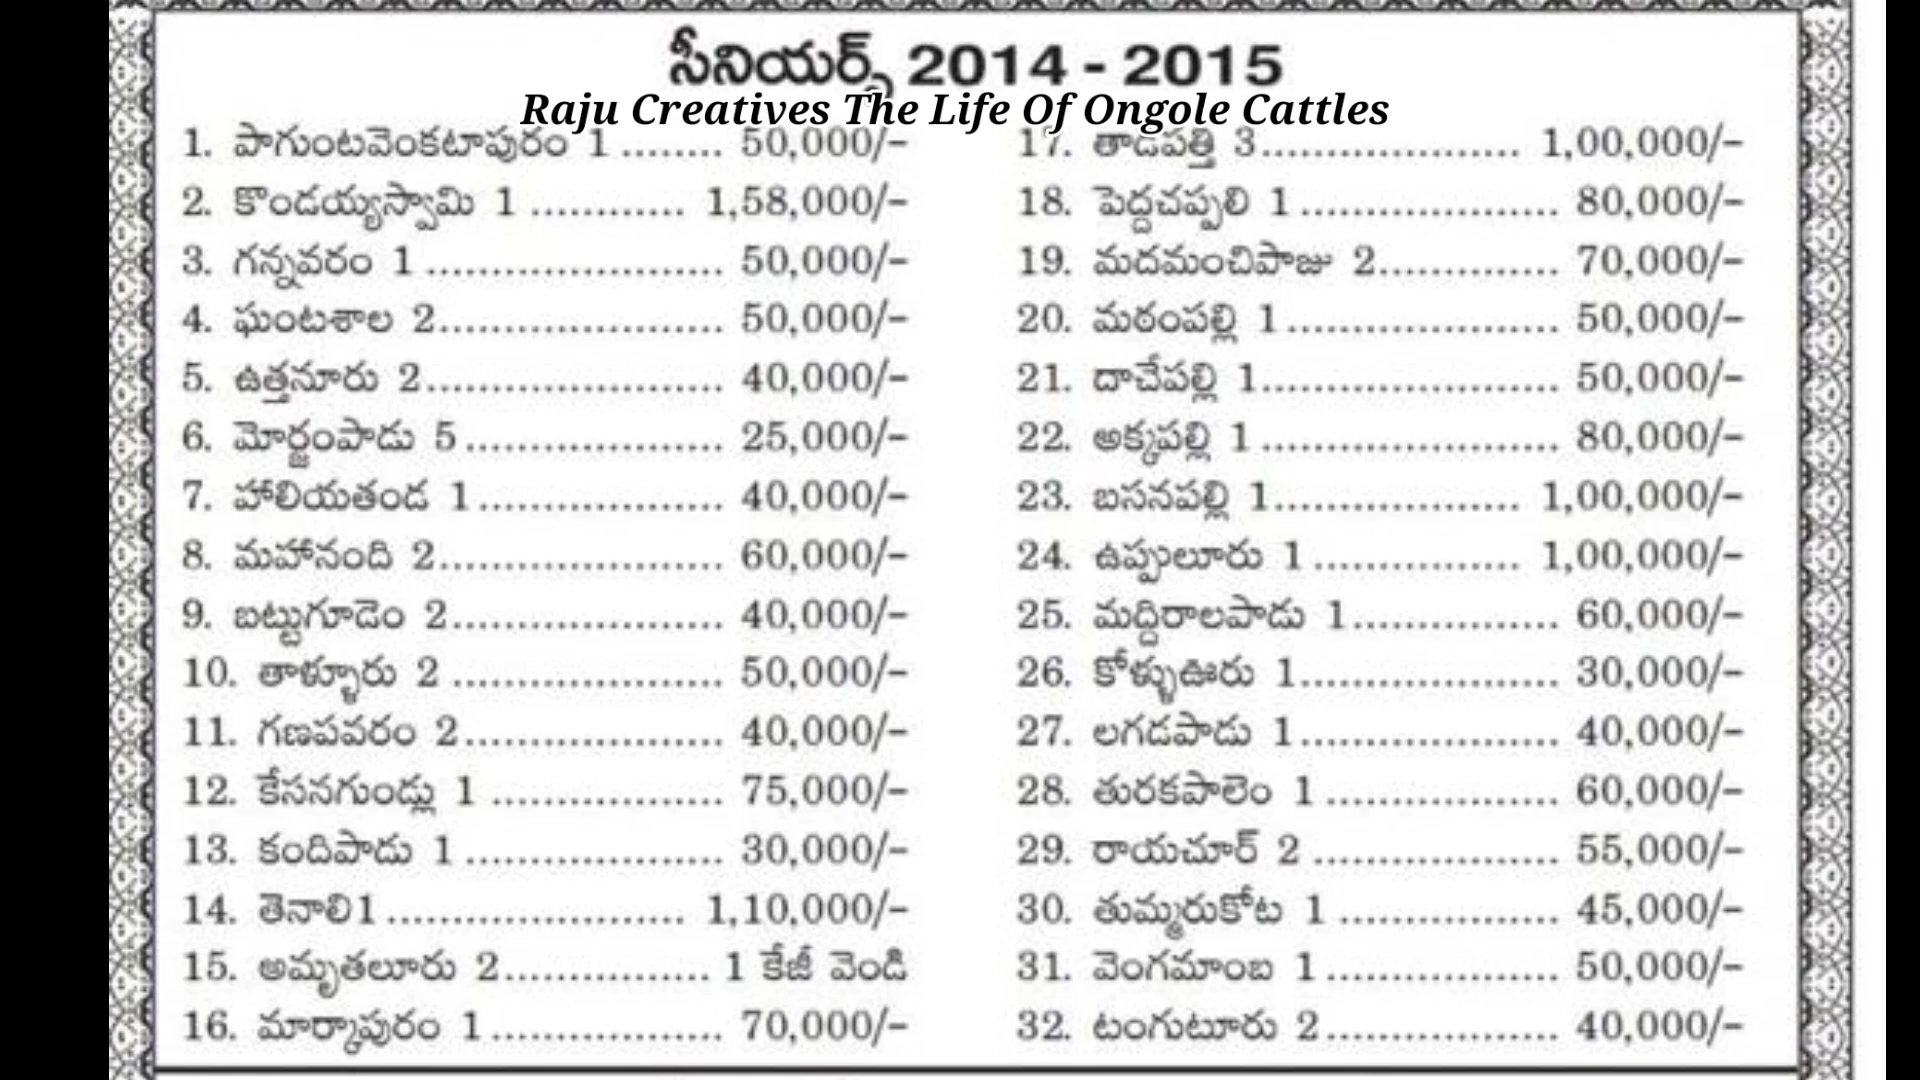 సీనియర్స్ 2014 - 2015
Raju Creatives The Life Of Ongole Cattles
1. పాగుంటవెంకటాపురం 1 ........ 50,000/-
2. కొండయ్యస్వామి 1 ............ 1,58,000/-
3. గన్నవరం 1 ....................... 50,000/-
4. ఘంటశాల 2...................... 50,000/-
5. ఉత్తనూరు 2....................... 40,000/-
6. మోర్జంపాడు 5 .................... 25,000/-
7. హాలియతండ 1 ................... 40,000/-
8. మహానంది 2...................... 60,000/-
9. బట్టుగూడెం 2..................... 40,000/-
10. తాళ్ళూరు 2 ..................... 50,000/-
11. గణపవరం 2.................... 40,000/-
12. కేసనగుండ్లు 1 .................. 75,000/-
13. కందిపాడు 1 .................... 30,000/-
14. తెనాలి1 ....................... 1,10,000/-
15. అమృతలూరు 2................ 1 కేజీ వెండి
16. మార్కాపురం 1 .................. 70,000/-
17. తాడపత్తి 3.................... 1,00,000/-
18. పెద్దచప్పలి 1 .................... 80,000/-
19. మదమంచిపాజు 2.............. 70,000/-
20. మఠంపల్లి 1 ..................... 50,000/-
21. దాచేపల్లి 1....................... 50,000/-
22. అక్కపల్లి 1 ....................... 80,000/-
23. బసనపల్లి 1................... 1,00,000/-
24. ఉప్పులూరు 1 ................ 1,00,000/-
25. మద్దిరాలపాడు 1................ 60,000/-
26. కోళ్ళుఊరు 1.................... 30,000/-
27. లగడపాడు 1.................... 40,000/-
28. తురకపాలెం 1 .................. 60,000/-
29. రాయచూర్ 2 ................... 55,000/-
30. తుమ్మరుకోట 1 ................. 45,000/-
31. వెంగమాంబ 1 .................. 50,000/-
32. టంగుటూరు 2.................. 40,000/-